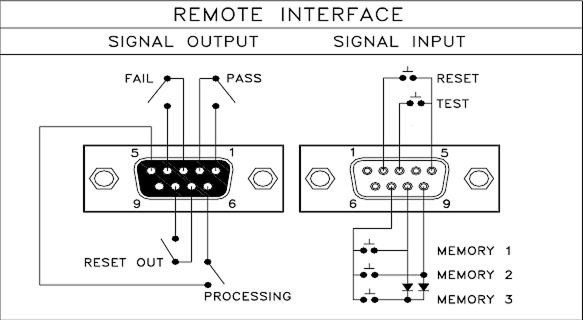 REMOTE INTERFACE
SIGNAL OUTPUT SIGNAL INPUT
FAIL PASS RESET
TEST
5 1 1 5
9 6 6 9
RESET OUT MEMORY 1
MEMORY 2
PROCESSING MEMORY 3